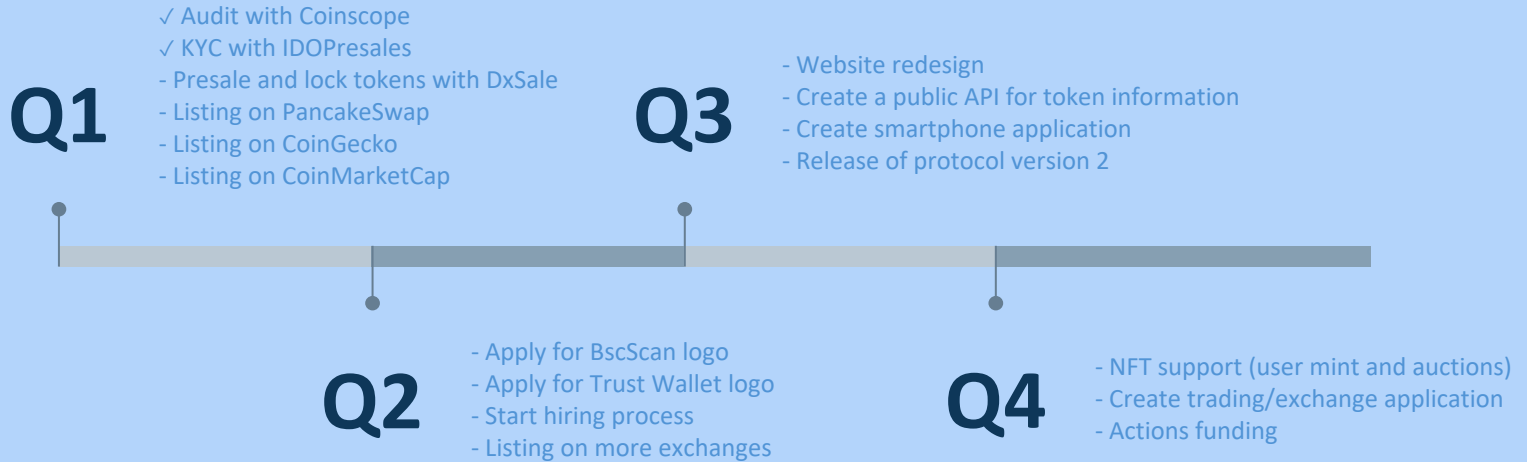 Q1
✓ Audit with Coinscope
✓ KYC with IDOPresales
- Presale and lock tokens with DxSale
- Listing on PancakeSwap
- Listing on CoinGecko
- Listing on CoinMarketCap
Q2
- Apply for BscScan logo
- Apply for Trust Wallet logo
- Start hiring process
- Listing on more exchanges
Q3
- Website redesign
- Create a public API for token information
- Create smartphone application
- Release of protocol version 2
Q4
- NFT support (user mint and auctions)
- Create trading/exchange application
- Actions funding